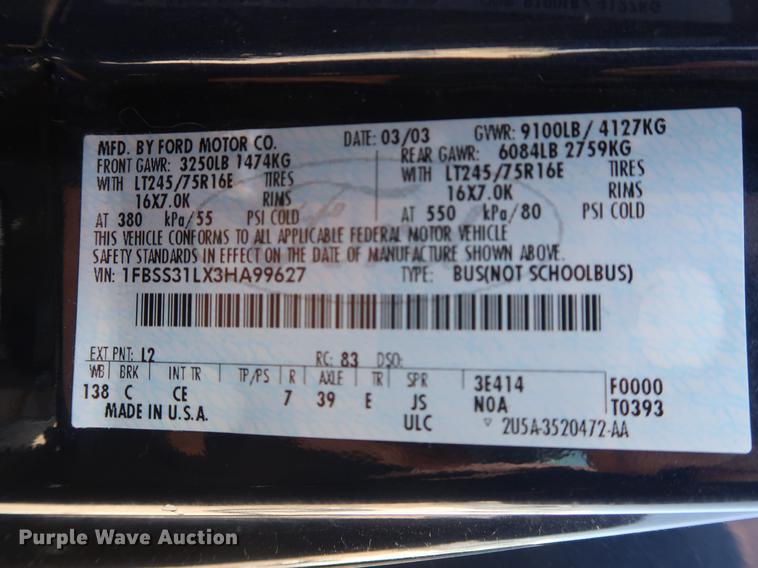 MFD. BY FORD MOTOR CO. DATE: 03/03 GVWR: 9100LB/ 4127KG
FRONT GAWR: 3250LB 1474KG REAR GAWR: 6084LB 2759KG
WITH LT245/75R16E TIRES WITH LT245/75R16E TIRES
16X7.0K RIMS 16X7.0K RIMS
AT 380 kPa/55 PSI COLD AT 550 kPa/80 PSI COLD
THIS VEHICLE CONFORMS TO ALL APPLICABLE FEDERAL MOTOR VEHICLE
SAFETY STANDARDS IN EFFECT ON THE DATE OF MANUFACTURE SHOWN ABOVE.
VIN: 1FBSS31LX3HA99627 TYPE: BUS(NOT SCHOOLBUS)
EXT PNT: L2 RC: 83 DSO:
WB BRK INT TR TP/PS R AXLE TR SPR 3E414 F0000
138 C CE 7 39 E JS N0A T0393
MADE IN U.S.A. ULC 2U5A-3520472-AA
Purple Wave Auction